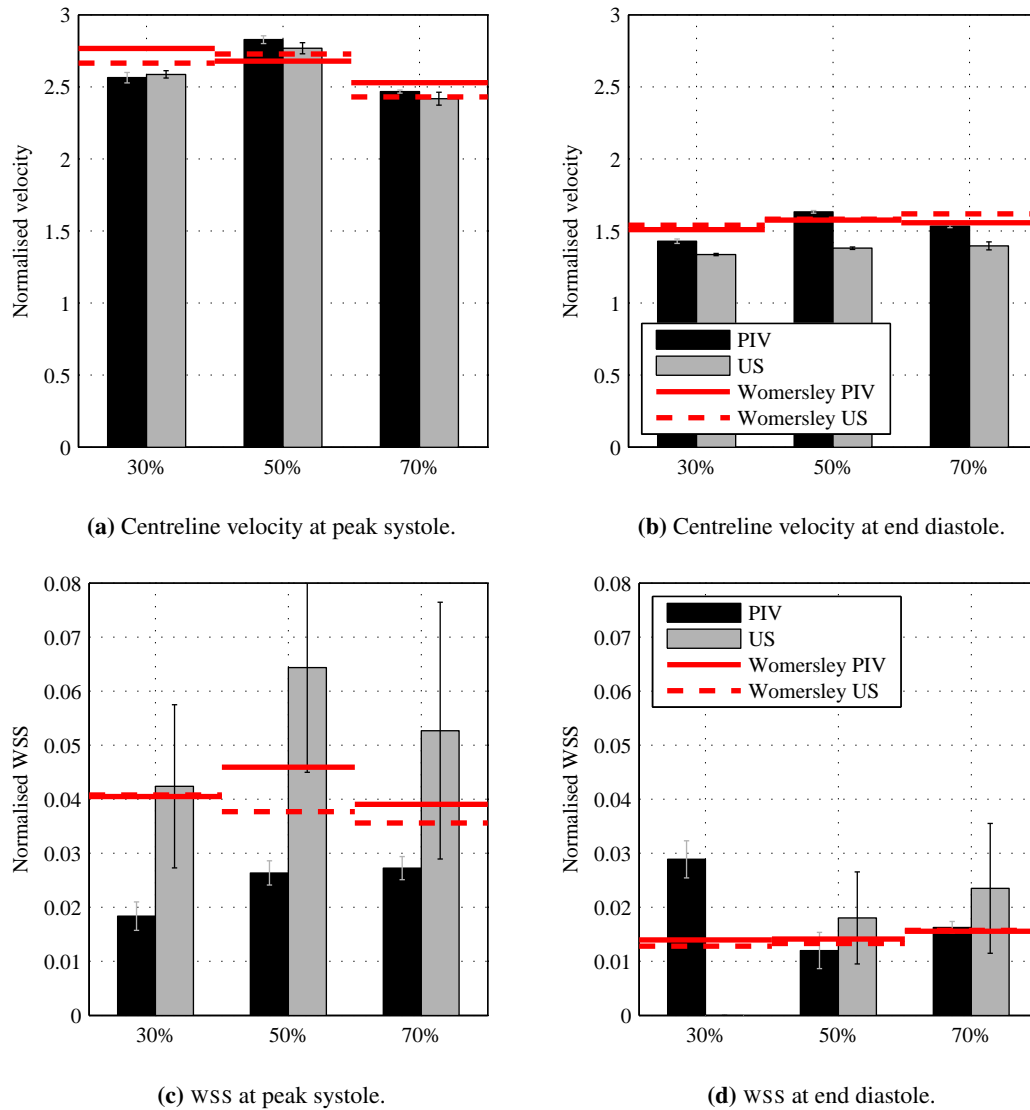 3
2.5
2
1.5
1
0.5
0
Normalised velocity
30%
50%
70%
(a) Centreline velocity at peak systole.
3
2.5
2
1.5
1
0.5
0
Normalised velocity
PIV
US
Womersley PIV
Womersley US
30%
50%
70%
(b) Centreline velocity at end diastole.
0.08
0.07
0.06
0.05
0.04
0.03
0.02
0.01
0
Normalised WSS
30%
50%
70%
(c) WSS at peak systole.
0.08
0.07
0.06
0.05
0.04
0.03
0.02
0.01
0
Normalised WSS
PIV
US
Womersley PIV
Womersley US
30%
50%
70%
(d) WSS at end diastole.